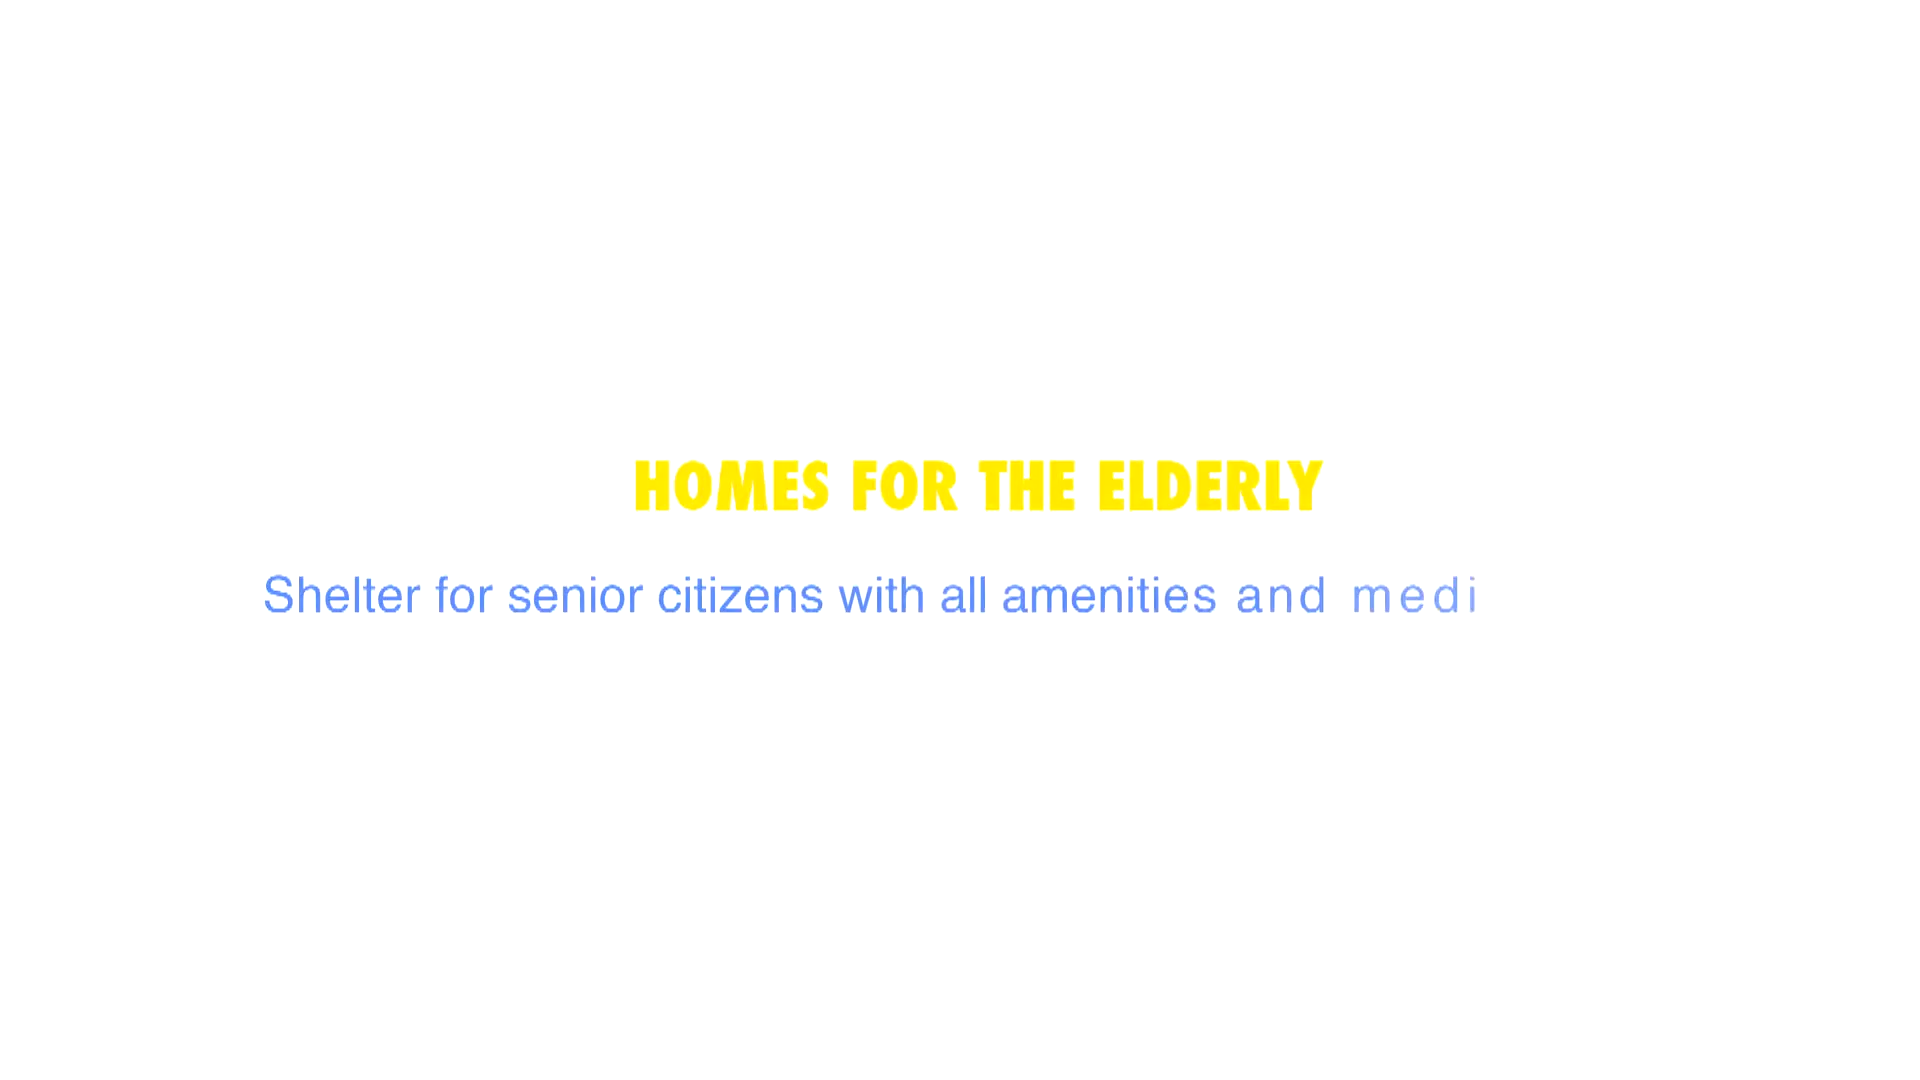 HOMES FOR THE ELDERLY
Shelter for senior citizens with all amenities and medi